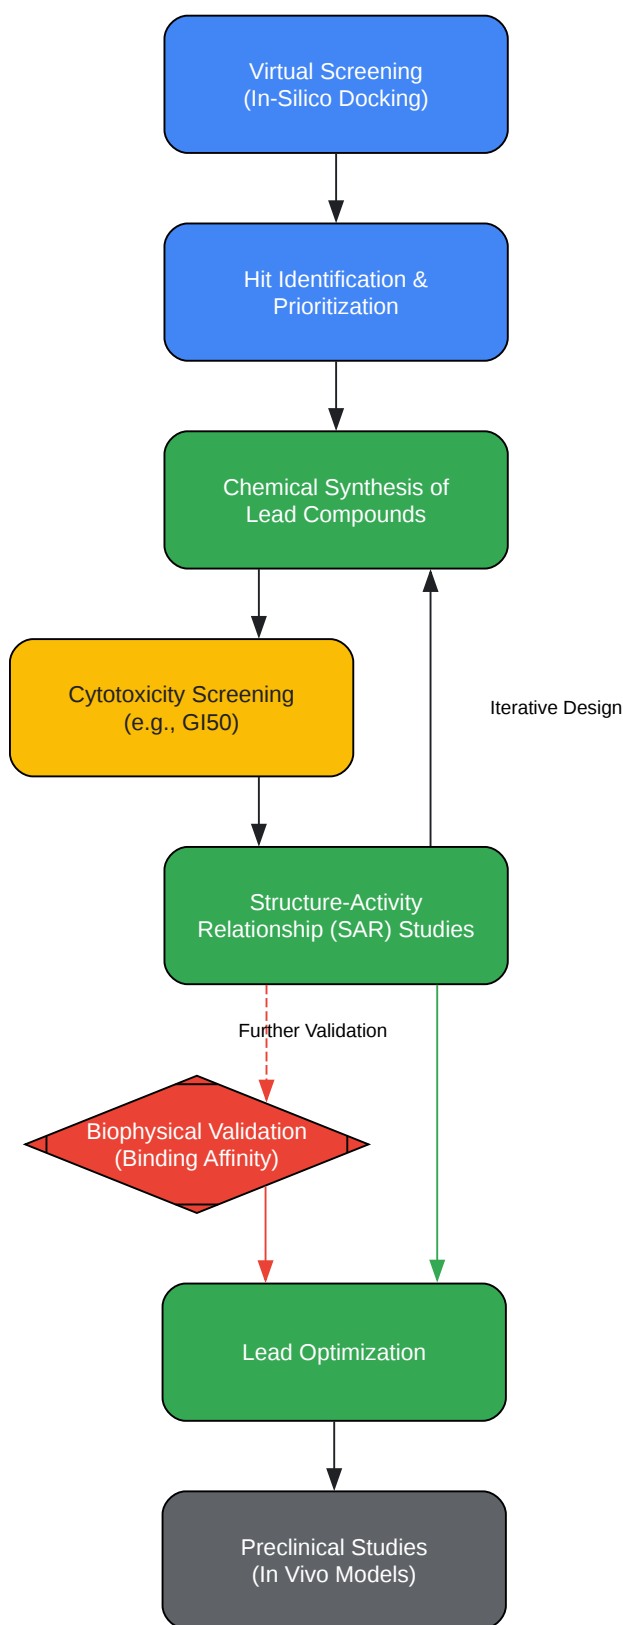 Virtual Screening
(In-Silico Docking)
Hit Identification &
Prioritization
Chemical Synthesis of
Lead Compounds
Cytotoxicity Screening
(e.g., GI50)
Iterative Design
Structure-Activity
Relationship (SAR) Studies
Further Validation
Biophysical Validation
(Binding Affinity)
Lead Optimization
Preclinical Studies
(In Vivo Models)